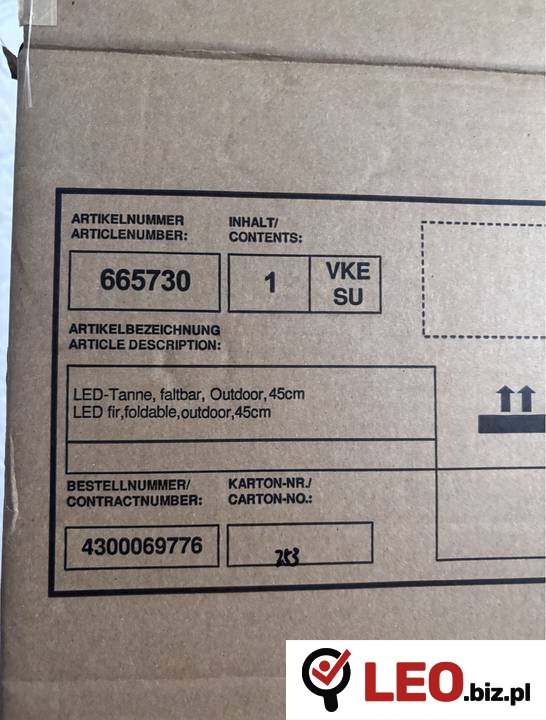 ARTIKELNUMMER
ARTICLENUMBER:
INHALT/
CONTENTS:
665730
1
VKE
SU
ARTIKELBEZEICHNUNG
ARTICLE DESCRIPTION:
LED-Tanne, faltbar, Outdoor,45cm
LED fir,foldable,outdoor,45cm
BESTELLNUMMER/
CONTRACTNUMBER:
KARTON-NR./
CARTON-NO.:
4300069776
253
LEO.biz.pl